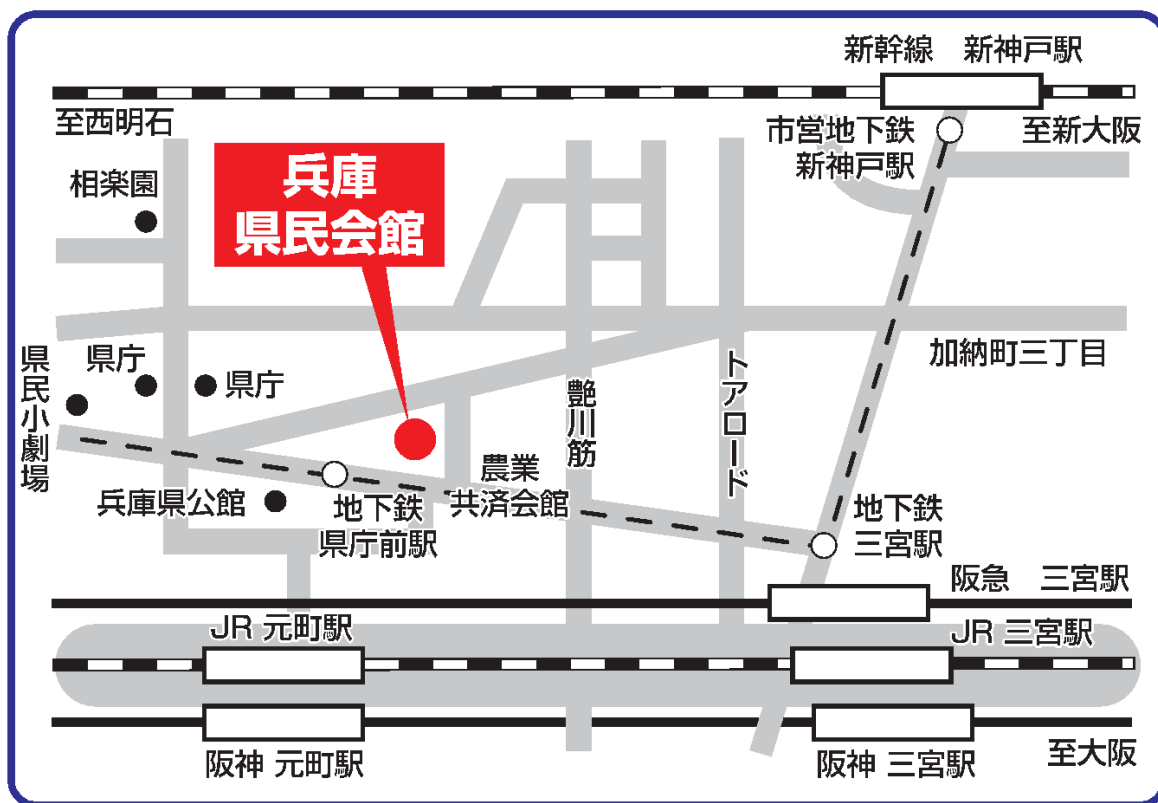 新幹線 新神戸駅
至西明石
市営地下鉄
新神戸駅
至新大阪
相楽園
兵庫
県民会館
加納町三丁目
県民小劇場
県庁
県庁
艶川筋
トアロード
兵庫県公館
地下鉄
県庁前駅
農業
共済会館
地下鉄
三宮駅
阪急 三宮駅
JR 元町駅
JR 三宮駅
阪神 元町駅
阪神 三宮駅
至大阪